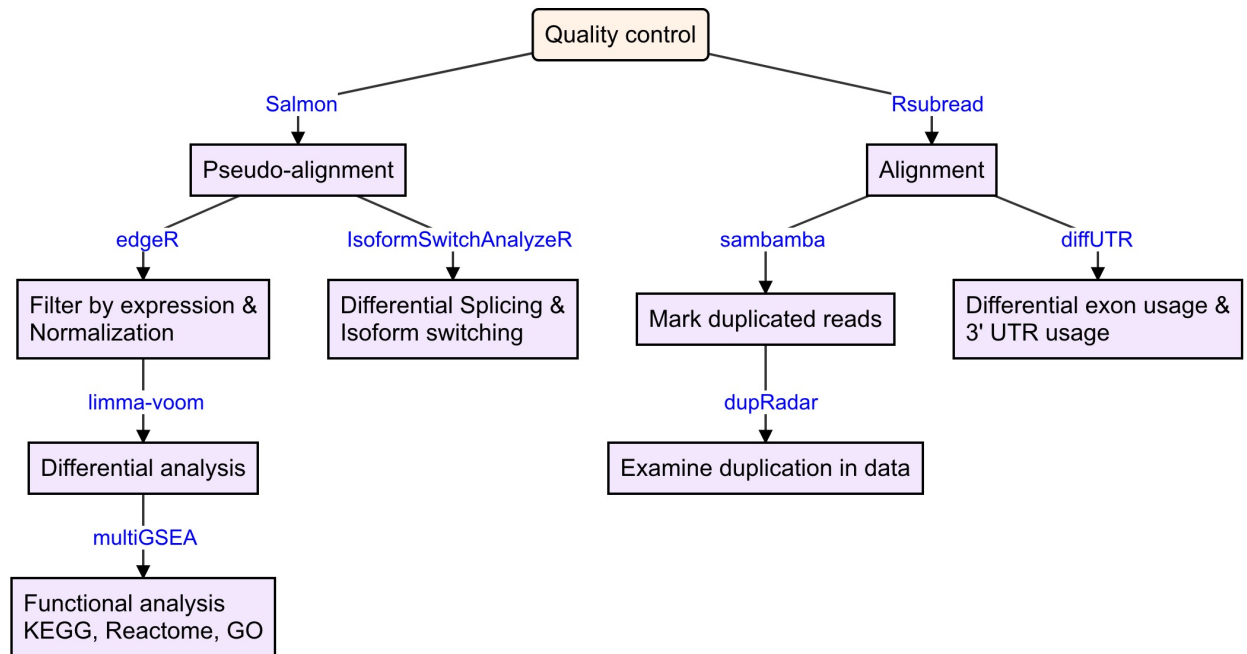 Quality control
Salmon
Rsubread
Pseudo-alignment
Alignment
edgeR
IsoformSwitchAnalyzeR
sambamba
diffUTR
Filter by expression &
Normalization
Differential Splicing &
Isoform switching
Mark duplicated reads
Differential exon usage &
3' UTR usage
limma-voom
dupRadar
Differential analysis
Examine duplication in data
multiGSEA
Functional analysis
KEGG, Reactome, GO